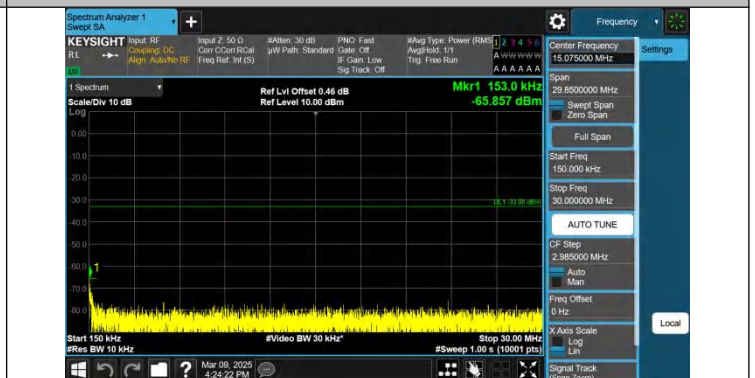 Spectrum Analyzer 1
Swept SA
Frequency
KEYSIGHT Input: RF Input Z: 50 Ω #Atten: 30 dB PNO: Fast #Avg Type: Power (RMS 1 2 3 4 5 6
RL Coupling: DC Corr CCorr RCal µW Path: Standard Gate: Off Avg|Hold: 1/1 A W W W W W
Align: Auto/No RF Freq Ref: Int (S) IF Gain: Low Trig: Free Run
Sig Track: Off A A A A A A
1 Spectrum
Ref Lvl Offset 0.46 dB
Mkr1 153.0 kHz
Scale/Div 10 dB
Ref Level 10.00 dBm
-65.857 dBm
Log
0.00
-10.0
-20.0
-30.0
DL1 -33.00 dBm
-40.0
-50.0
-60.0
1
-70.0
-80.0
Start 150 kHz
#Video BW 30 kHz*
Stop 30.00 MHz
#Res BW 10 kHz
#Sweep 1.00 s (10001 pts)
?
Mar 09, 2025
4:24:22 PM
Center Frequency
15.075000 MHz
Settings
Span
29.8500000 MHz
Swept Span
Zero Span
Full Span
Start Freq
150.000 kHz
Stop Freq
30.000000 MHz
AUTO TUNE
CF Step
2.985000 MHz
Auto
Man
Freq Offset
0 Hz
X Axis Scale
Log
Lin
Local
Signal Track
(Span Zoom)